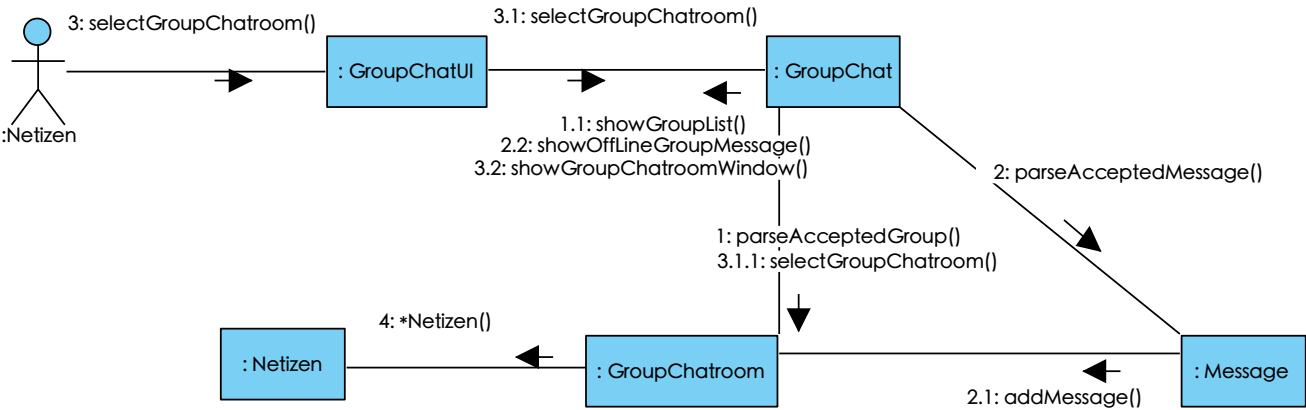 3: selectGroupChatroom()
3.1: selectGroupChatroom()
:Netizen
: GroupChatUI
: GroupChat
1.1: showGroupList()
2.2: showOffLineGroupMessage()
3.2: showGroupChatroomWindow()
2: parseAcceptedMessage()
1: parseAcceptedGroup()
3.1.1: selectGroupChatroom()
4: *Netizen()
: Netizen
: GroupChatroom
: Message
2.1: addMessage()